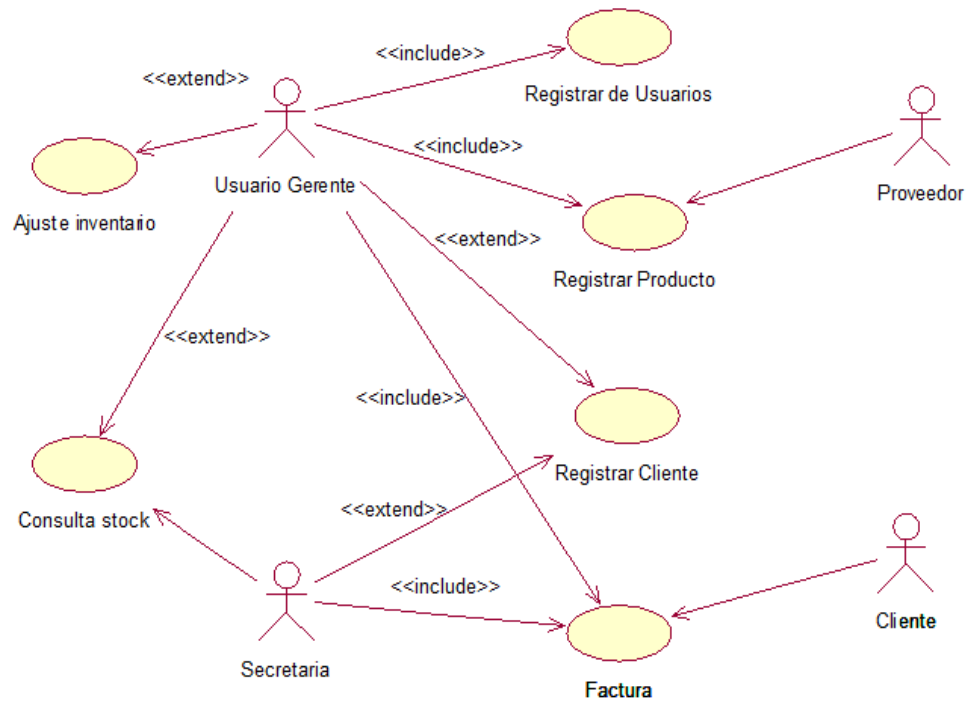 <<include>>
<<extend>>
Registrar de Usuarios
<<include>>
Usuario Gerente
Proveedor
Ajuste inventario
<<extend>>
Registrar Producto
<<extend>>
<<include>>
Registrar Cliente
<<extend>>
Consulta stock
<<include>>
Cliente
Secretaria
Factura